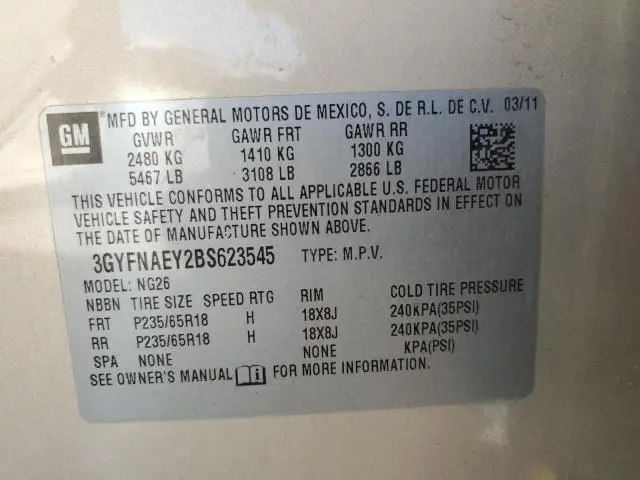 GM
MFD BY GENERAL MOTORS DE MEXICO, S. DE R.L. DE C.V. 03/11
GVWR GAWR FRT GAWR RR
2480 KG 1410 KG 1300 KG
5467 LB 3108 LB 2866 LB
THIS VEHICLE CONFORMS TO ALL APPLICABLE U.S. FEDERAL MOTOR
VEHICLE SAFETY AND THEFT PREVENTION STANDARDS IN EFFECT ON
THE DATE OF MANUFACTURE SHOWN ABOVE.
3GYFNAEY2BS623545 TYPE: M.P.V.
MODEL: NG26
NBBN TIRE SIZE SPEED RTG RIM COLD TIRE PRESSURE
FRT P235/65R18 H 18X8J 240KPA(35PSI)
RR P235/65R18 H 18X8J 240KPA(35PSI)
SPA NONE NONE KPA(PSI)
SEE OWNER'S MANUAL FOR MORE INFORMATION.